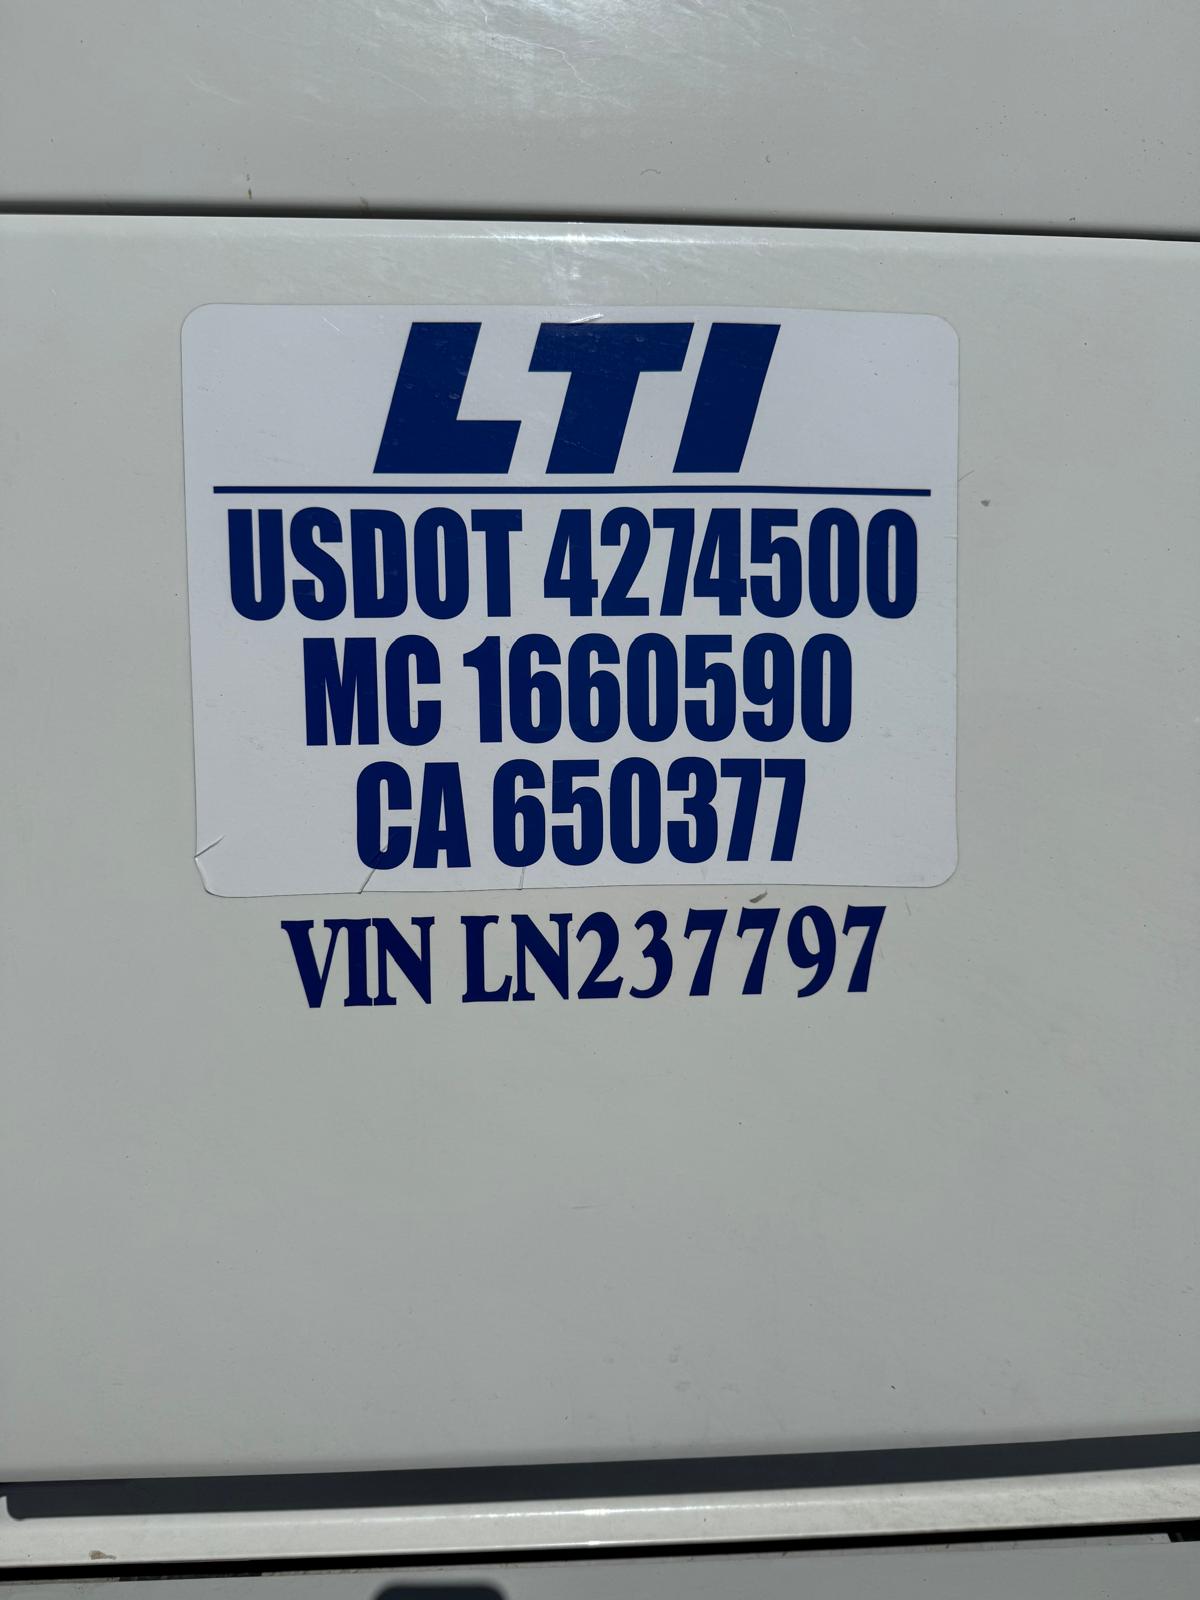 LTI
USDOT 4274500
MC 1660590
CA 650377
VIN LN237797